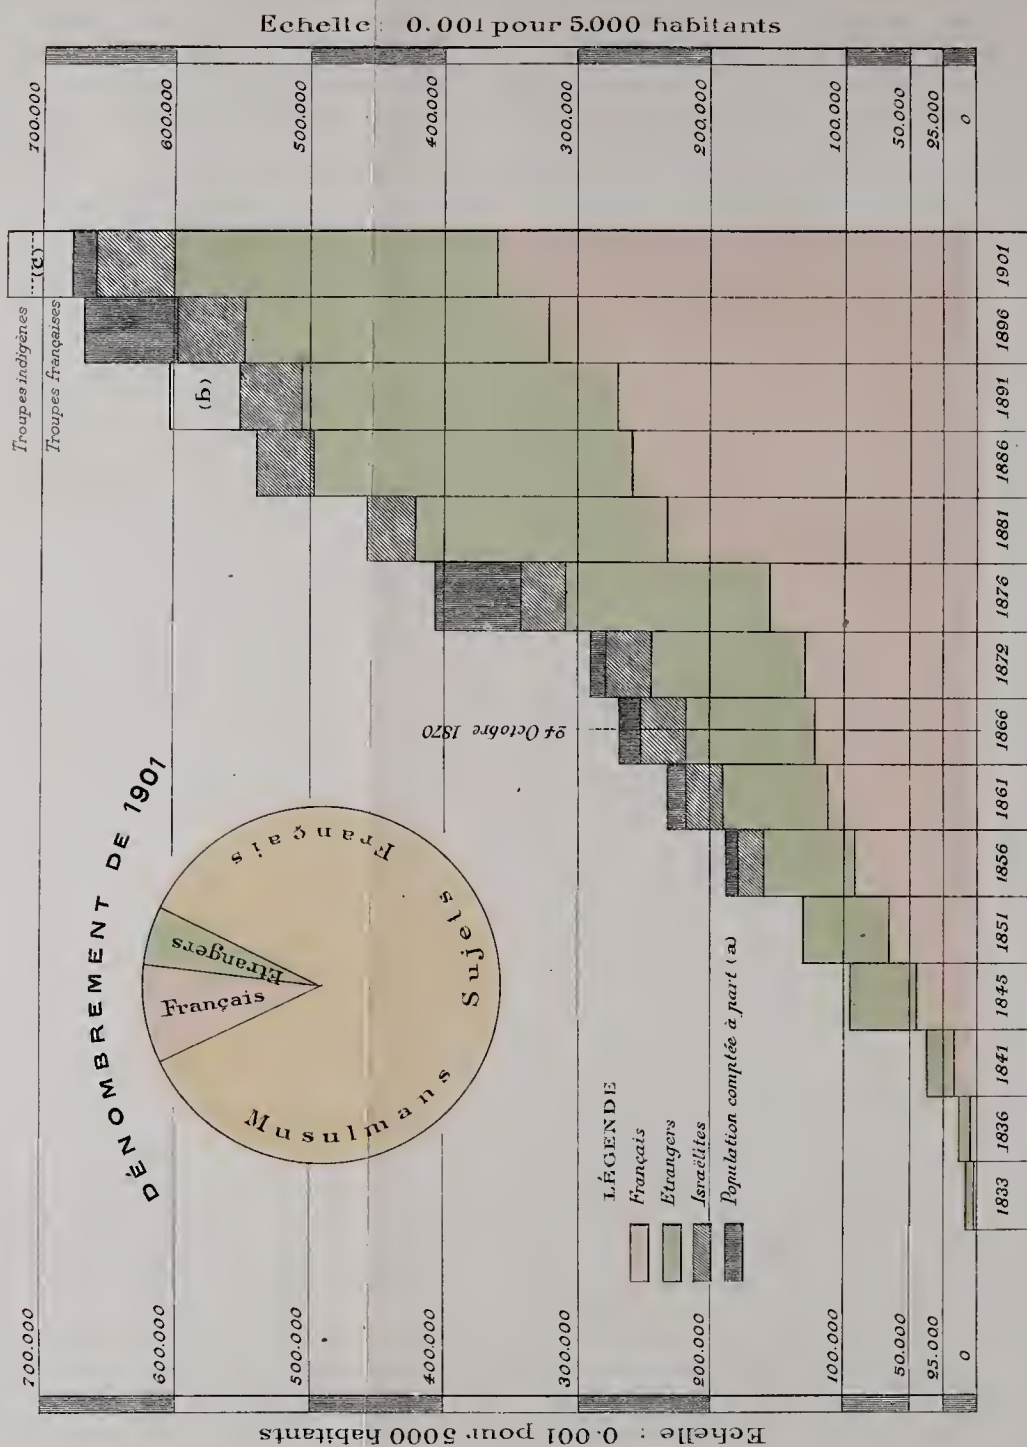 Echelle : 0.001 pour 5.000 habitants
700.000
600.000
500.000
400.000
300.000
200.000
100.000
50.000
25.000
0
Troupes indigènes
Troupes françaises
(c)
(b)
24 Octobre 1870
DÉNOMBREMENT DE 1901
Français
Etrangers
Musulmans Sujets Français
LÉGENDE
Français
Etrangers
Israëlites
Population comptée à part (a)
1833
1836
1841
1845
1851
1856
1861
1866
1872
1876
1881
1886
1891
1896
1901
700.000
600.000
500.000
400.000
300.000
200.000
100.000
50.000
25.000
0
Echelle : 0.001 pour 5000 habitants